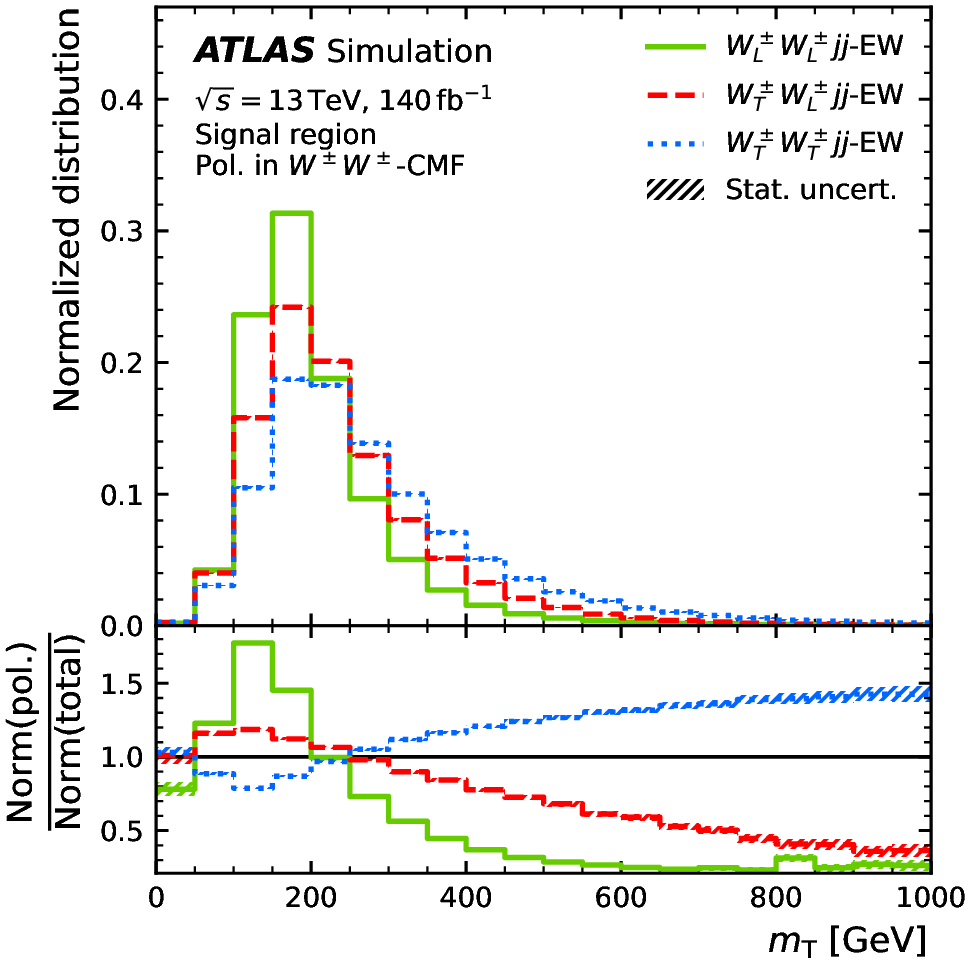 ATLAS Simulation
√s = 13 TeV, 140 fb⁻¹
Signal region
Pol. in W±W±-CMF
W_L^± W_L^± jj-EW
W_T^± W_L^± jj-EW
W_T^± W_T^± jj-EW
Stat. uncert.
Normalized distribution
0.4
0.3
0.2
0.1
0.0
Norm(pol.)
Norm(total)
1.5
1.0
0.5
0 200 400 600 800 1000
m_T [GeV]